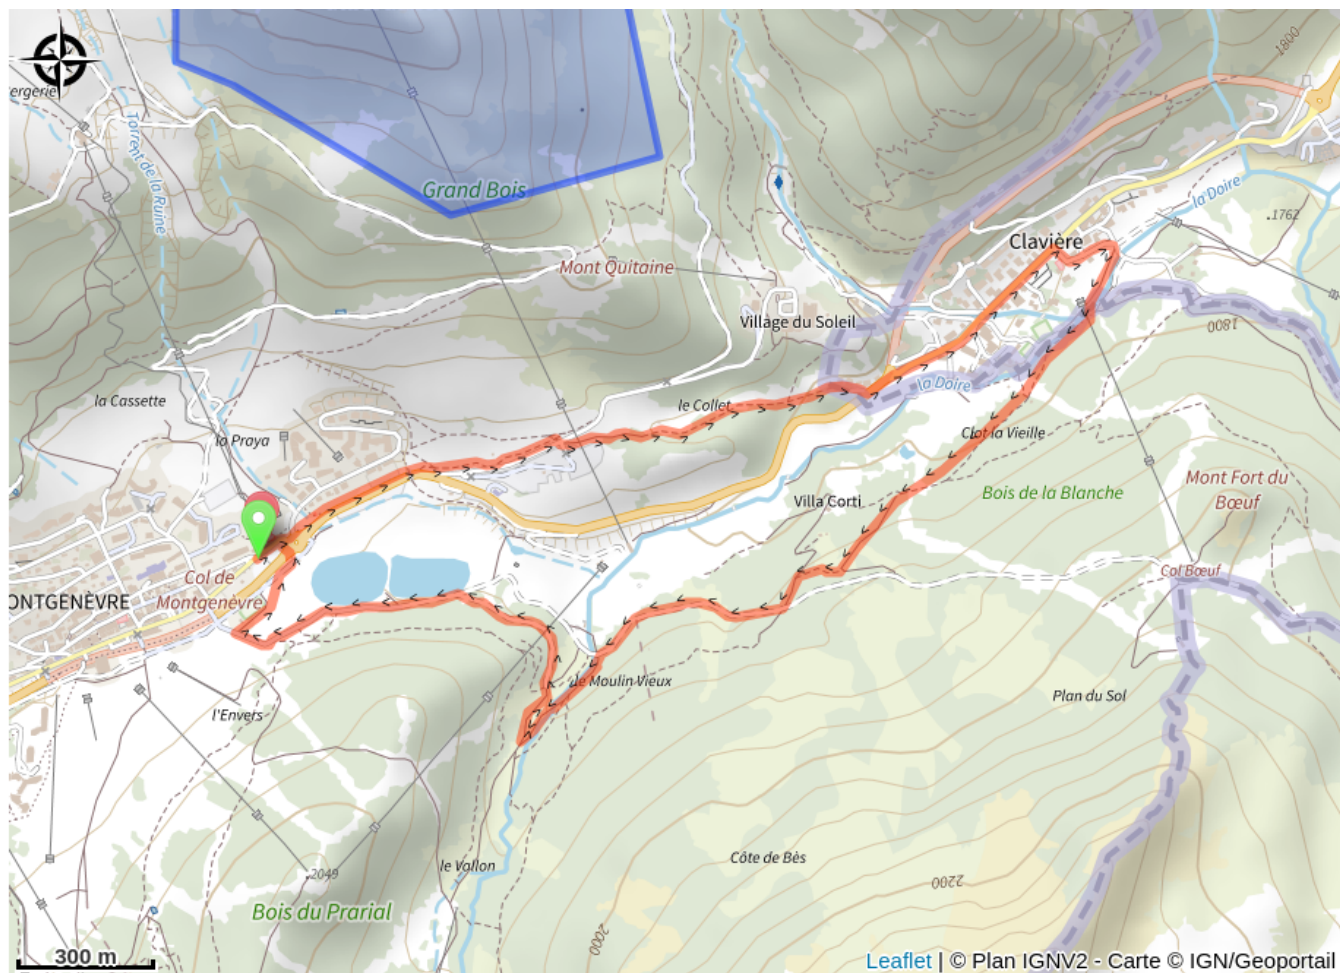 1800
ergerie
Torrent de la Ruine
Grand Bois
la Doire
.1762
Clavière
Mont Quitaine
Village du Soleil
1800
la Doire
la Cassette
le Collet
la Praya
Clot la Vieille
Mont Fort du
Bœuf
Bois de la Blanche
Villa Corti
Col de
Montgenèvre
ONTGENÈVRE
Col Bœuf
de Moulin Vieux
Plan du Sol
l'Envers
Côte de Bès
le Vallon
2049
2200
Bois du Prarial
2000
300 m
Leaflet | © Plan IGNV2 - Carte © IGN/Geoportail